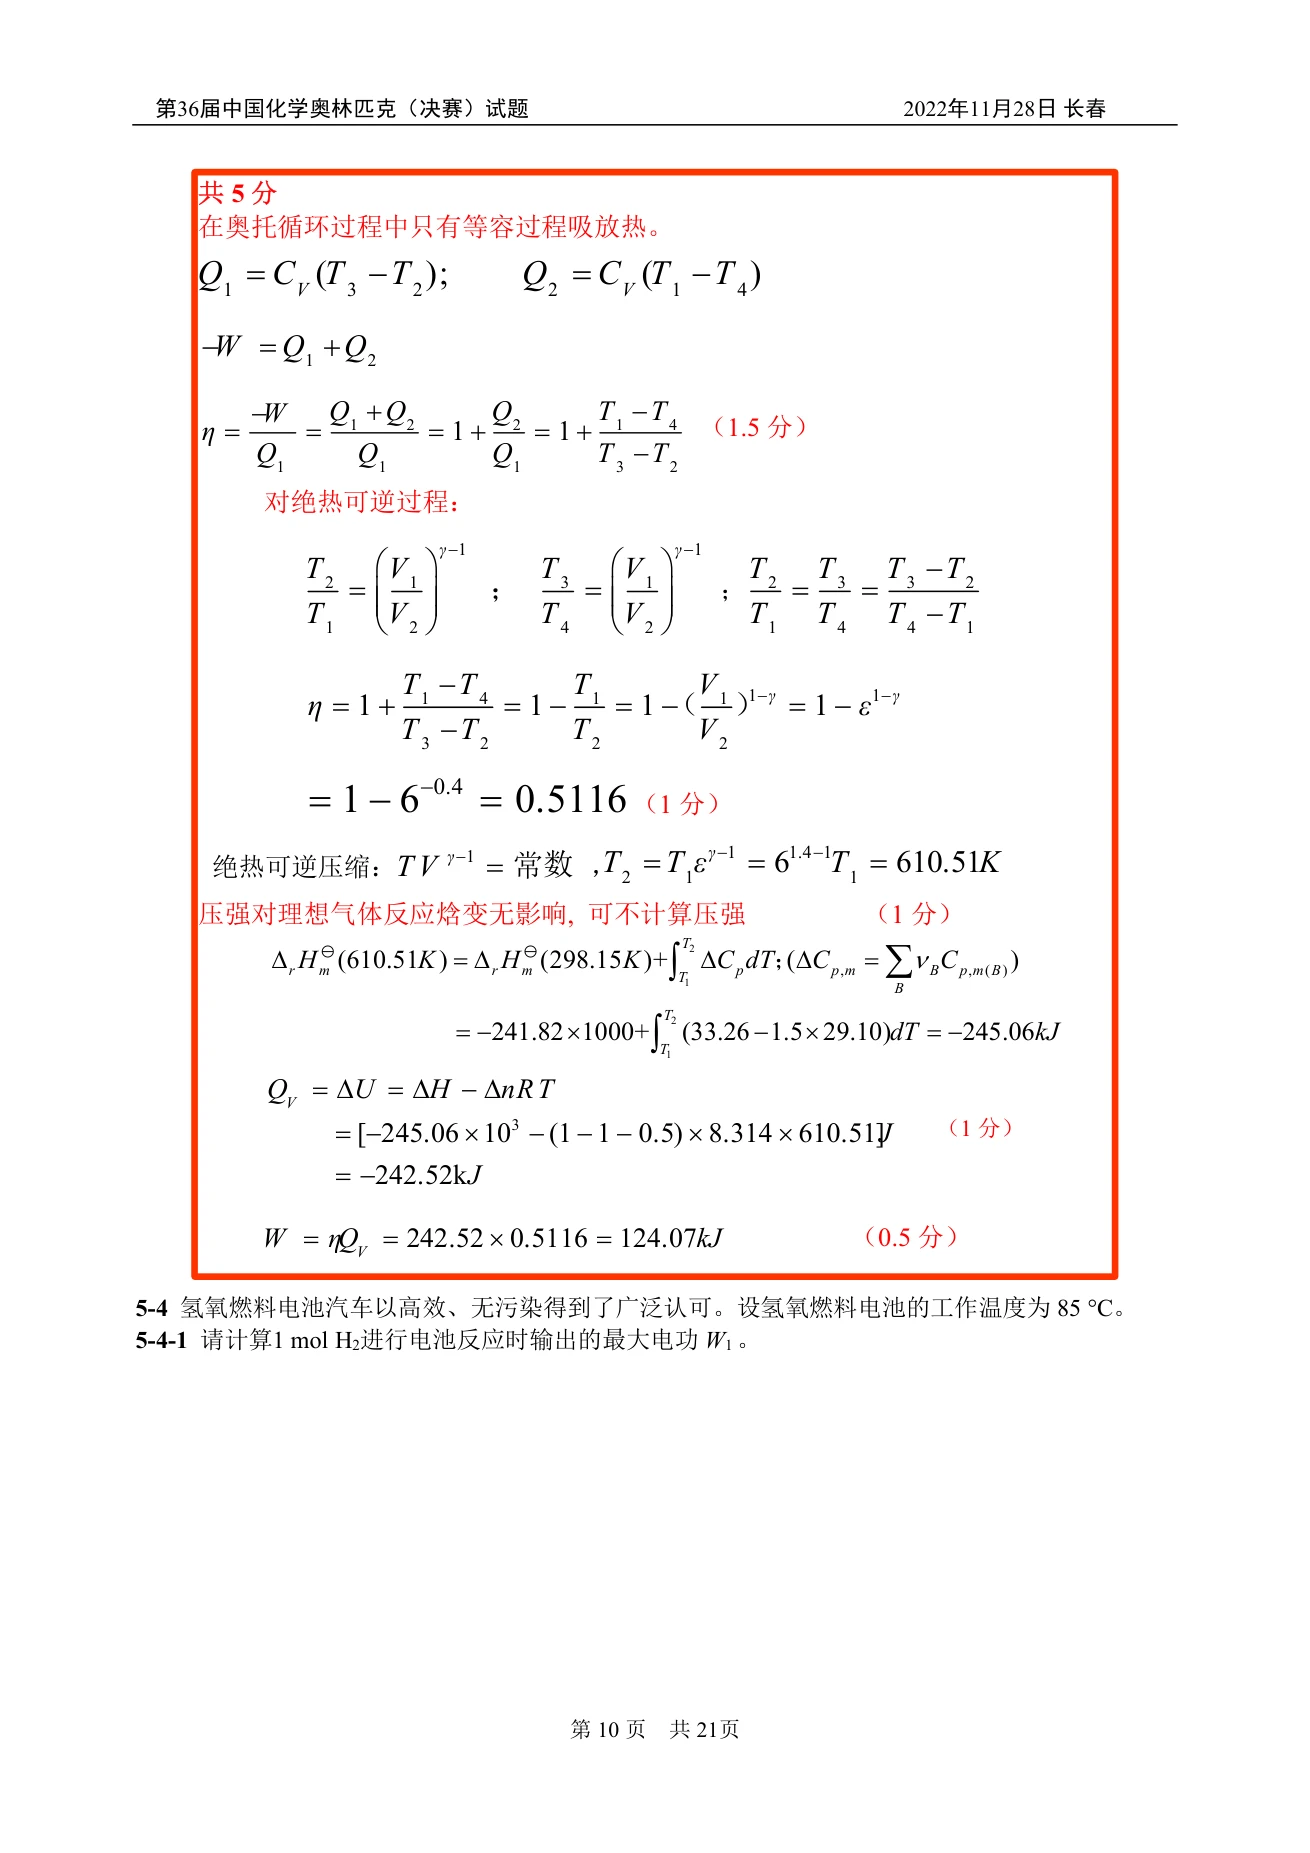 第36届中国化学奥林匹克（决赛）试题 2022年11月28日 长春
共 5 分
在奥托循环过程中只有等容过程吸放热。
Q₁ = C_V(T₃ − T₂); Q₂ = C_V(T₁ − T₄)
−W = Q₁ + Q₂
η = −W/Q₁ = (Q₁ + Q₂)/Q₁ = 1 + Q₂/Q₁ = 1 + (T₁ − T₄)/(T₃ − T₂) （1.5 分）
对绝热可逆过程：
T₂/T₁ = (V₁/V₂)^(γ−1) ； T₃/T₄ = (V₁/V₂)^(γ−1) ；T₂/T₁ = T₃/T₄ = (T₃ − T₂)/(T₄ − T₁)
η = 1 + (T₁ − T₄)/(T₃ − T₂) = 1 − T₁/T₂ = 1 −（V₁/V₂）^(1−γ) = 1 − ε^(1−γ)
= 1 − 6^(−0.4) = 0.5116（1 分）
绝热可逆压缩：TV^(γ−1) = 常数 ,T₂ = T₁ε^(γ−1) = 6^(1.4−1)T₁ = 610.51K
压强对理想气体反应焓变无影响, 可不计算压强 （1 分）
Δ_rH_m^⊖(610.51K) = Δ_rH_m^⊖(298.15K)+∫_{T₁}^{T₂} ΔC_p dT；(ΔC_{p,m} = ∑_B ν_B C_{p,m(B)})
= −241.82×1000+∫_{T₁}^{T₂} (33.26−1.5×29.10)dT = −245.06kJ
Q_V = ΔU = ΔH − ΔnRT
= [−245.06×10³ − (1−1−0.5)×8.314×610.51]J （1 分）
= −242.52kJ
W = ηQ_V = 242.52×0.5116 = 124.07kJ （0.5 分）
5-4 氢氧燃料电池汽车以高效、无污染得到了广泛认可。设氢氧燃料电池的工作温度为 85 °C。
5-4-1 请计算1 mol H₂进行电池反应时输出的最大电功 W₁ 。
第 10 页 共 21页